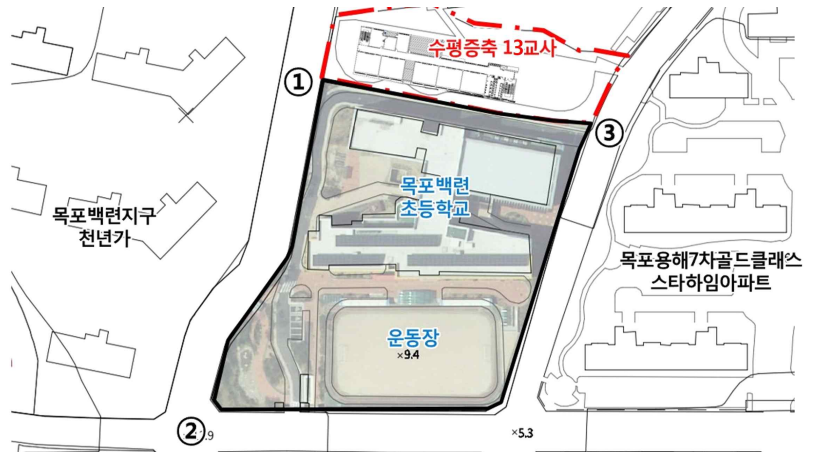 수평증축 13교사
①
③
목포백련
초등학교
목포백련지구
천년가
목포용해7차골드클래스
스타하임아파트
운동장
×9.4
②
.9
×5.3